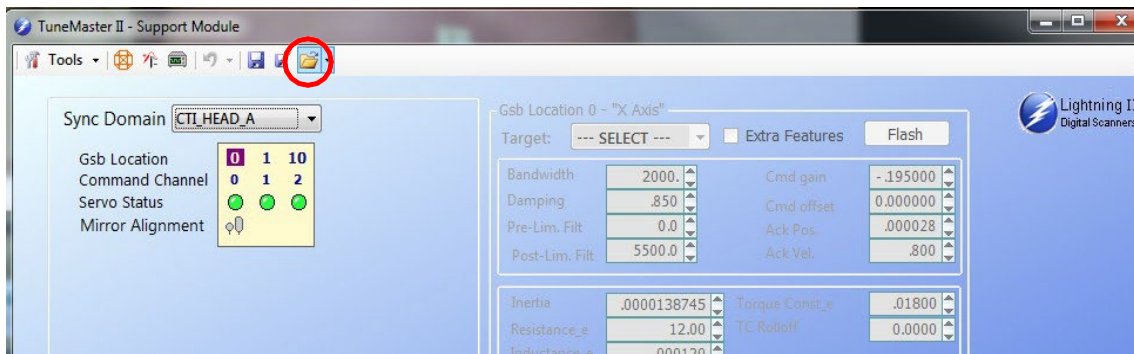 TuneMaster II - Support Module
Tools
Sync Domain CTI_HEAD_A
Gsb Location 0 1 10
Command Channel 0 1 2
Servo Status
Mirror Alignment
Gsb Location 0 - "X Axis"
Target: --- SELECT --- Extra Features Flash
Bandwidth 2000. Cmd gain -.195000
Damping .850 Cmd offset 0.000000
Pre-Lim. Filt 0.0 Ack Pos. .000028
Post-Lim. Filt 5500.0 Ack Vel. .800
Inertia .0000138745 Torque Const_e .01800
Resistance_e 12.00 TC Rolloff 0.0000
Inductance_e .000120
Lightning II
Digital Scanners